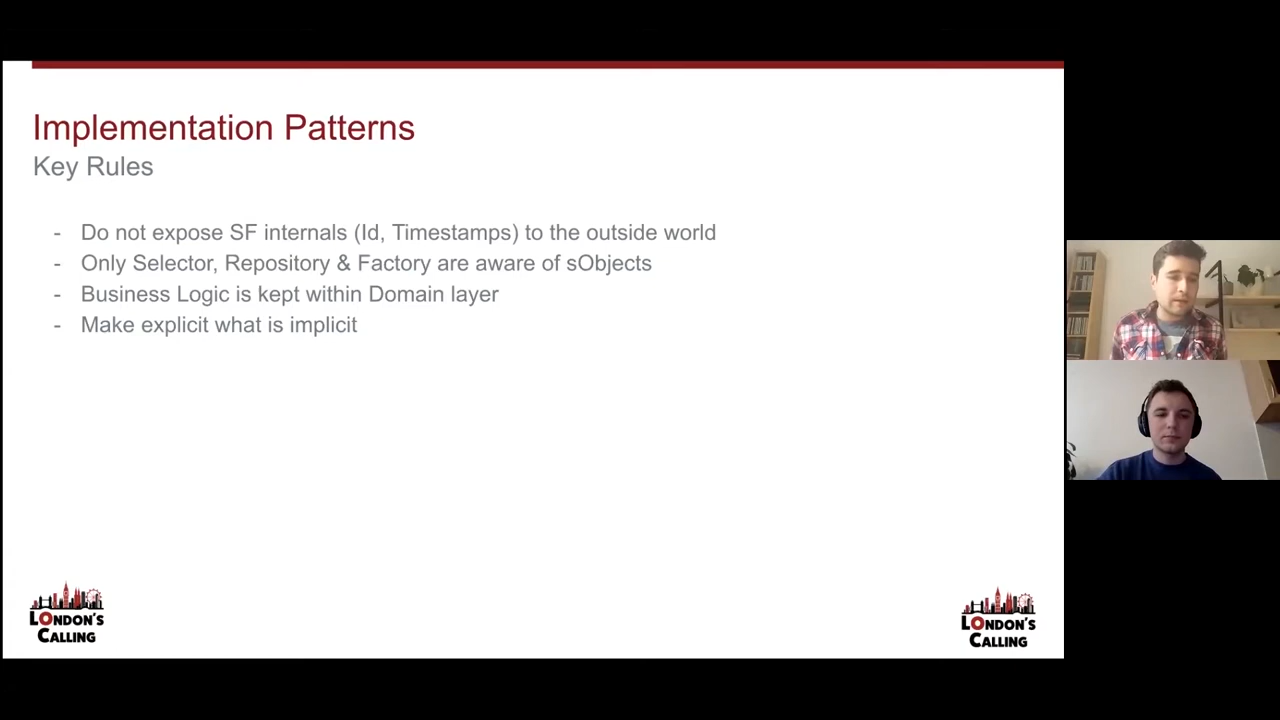 Implementation Patterns
Key Rules
- Do not expose SF internals (Id, Timestamps) to the outside world
- Only Selector, Repository & Factory are aware of sObjects
- Business Logic is kept within Domain layer
- Make explicit what is implicit
LONDON'S
CALLING
LONDON'S
CALLING